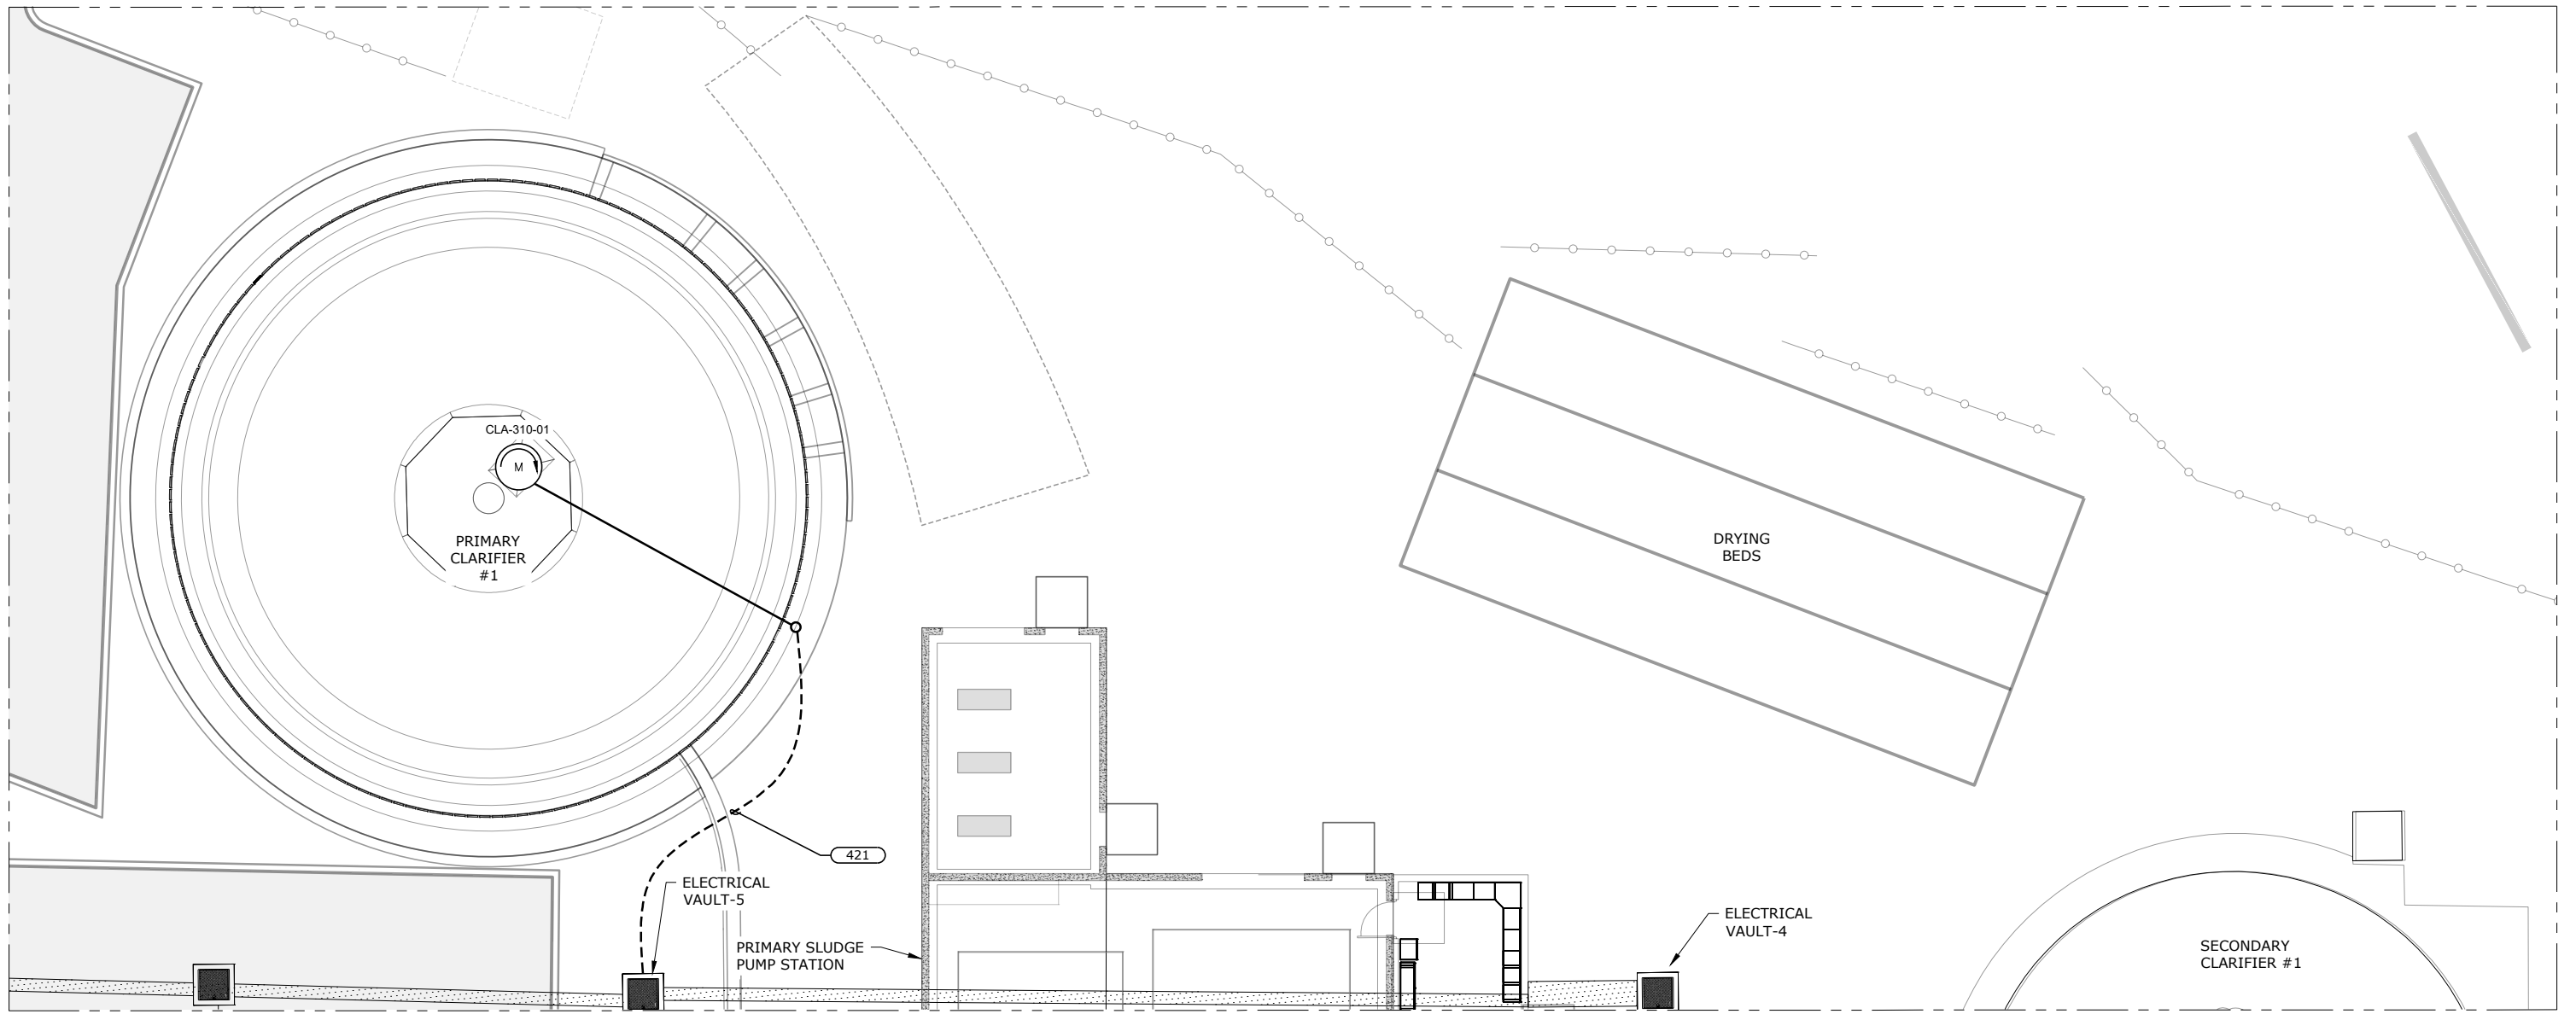 CLA-310-01
M
PRIMARY
CLARIFIER
#1
DRYING
BEDS
421
ELECTRICAL
VAULT-5
PRIMARY SLUDGE
PUMP STATION
ELECTRICAL
VAULT-4
SECONDARY
CLARIFIER #1